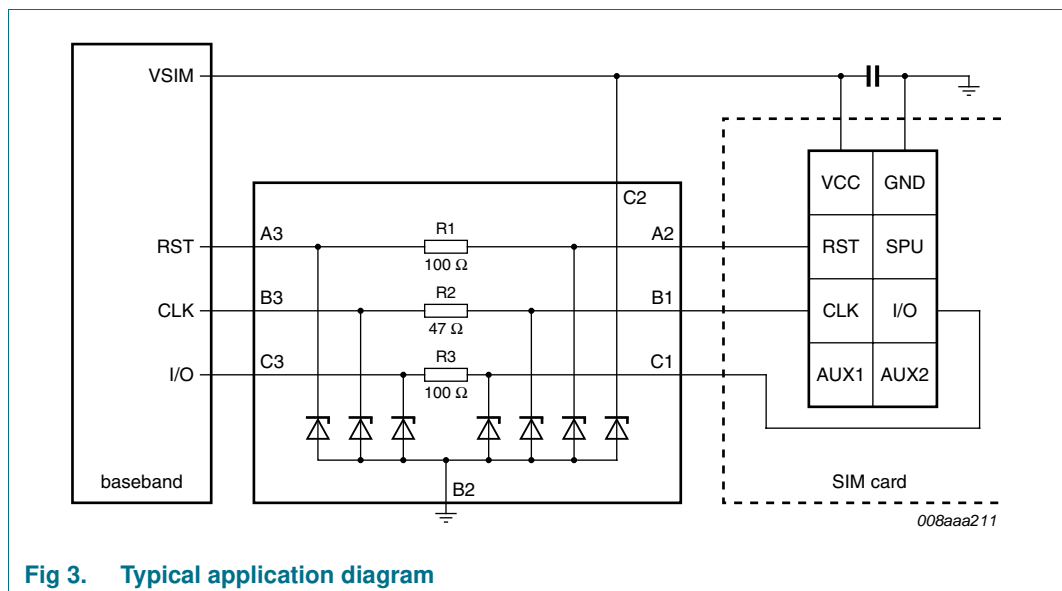 VSIM
C2
VCC GND
RST A3 R1 A2 RST SPU
100 Ω
CLK B3 R2 B1 CLK I/O
47 Ω
I/O C3 R3 C1 AUX1 AUX2
100 Ω
baseband B2 SIM card
008aaa211
Fig 3. Typical application diagram